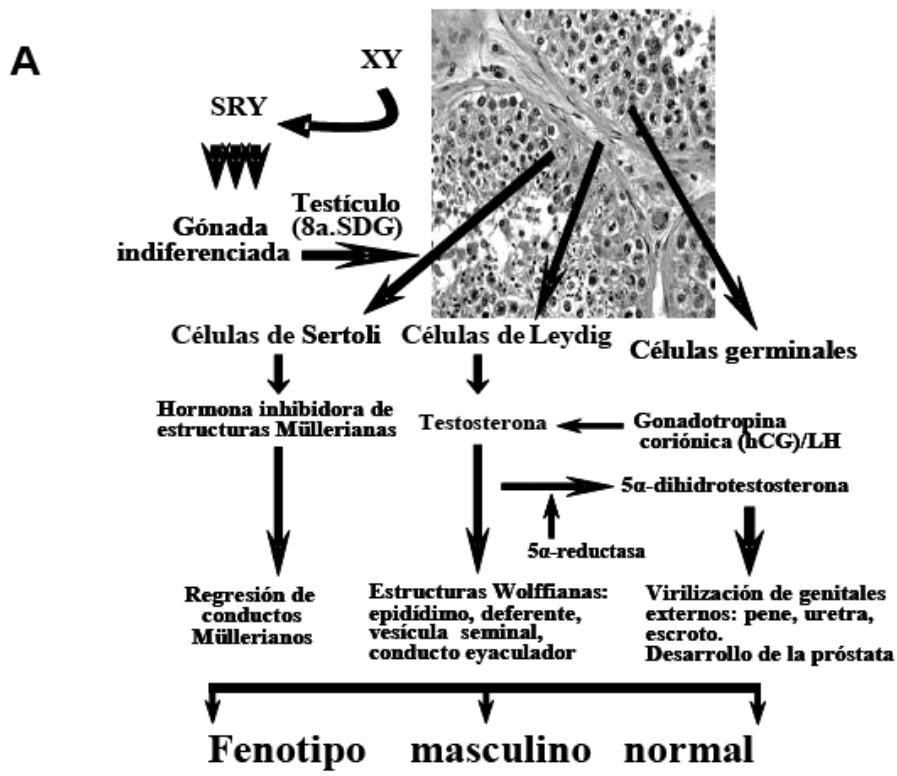 A
XY
SRY
Testículo
(8a.SDG)
Gónada
indiferenciada
Células de Sertoli
Células de Leydig
Células germinales
Hormona inhibidora de
estructuras Müllerianas
Testosterona
Gonadotropina
coriónica (hCG)/LH
5α-dihidrotestosterona
5α-reductasa
Regresión de
conductos
Müllerianos
Estructuras Wolffianas:
epidídimo, deferente,
vesícula seminal,
conducto eyaculador
Virilización de genitales
externos: pene, uretra,
escroto.
Desarrollo de la próstata
Fenotipo masculino normal